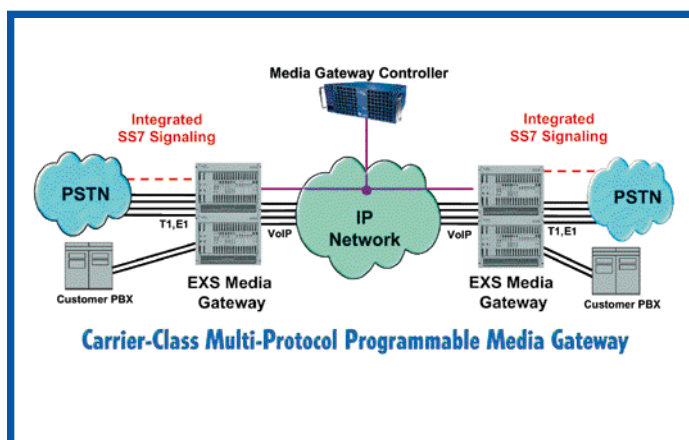 Media Gateway Controller
Integrated
SS7 Signaling
Integrated
SS7 Signaling
PSTN
PSTN
IP
Network
T1,E1
VoIP
VoIP
T1,E1
Customer PBX
EXS Media
Gateway
EXS Media
Gateway
Customer PBX
Carrier-Class Multi-Protocol Programmable Media Gateway